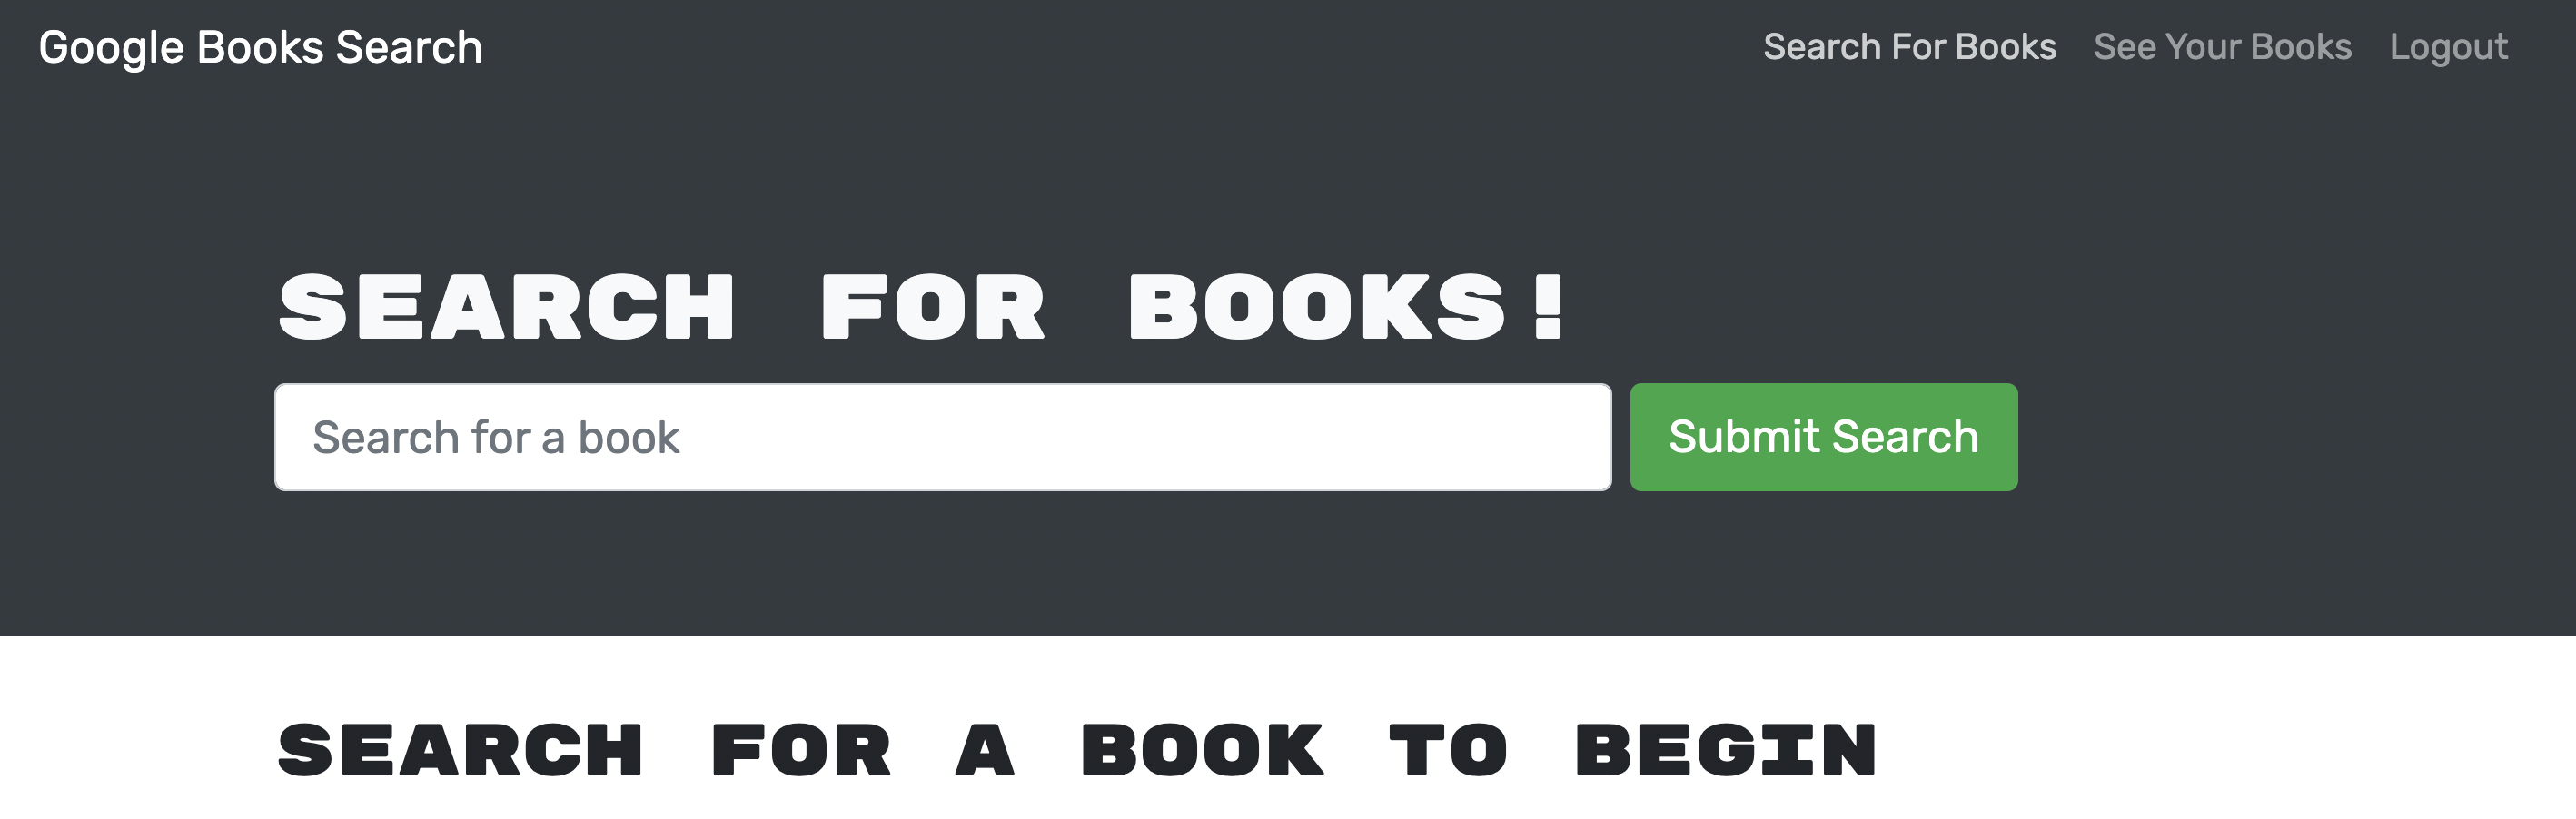 Google Books Search
Search For Books See Your Books Logout
SEARCH FOR BOOKS!
Search for a book
Submit Search
SEARCH FOR A BOOK TO BEGIN